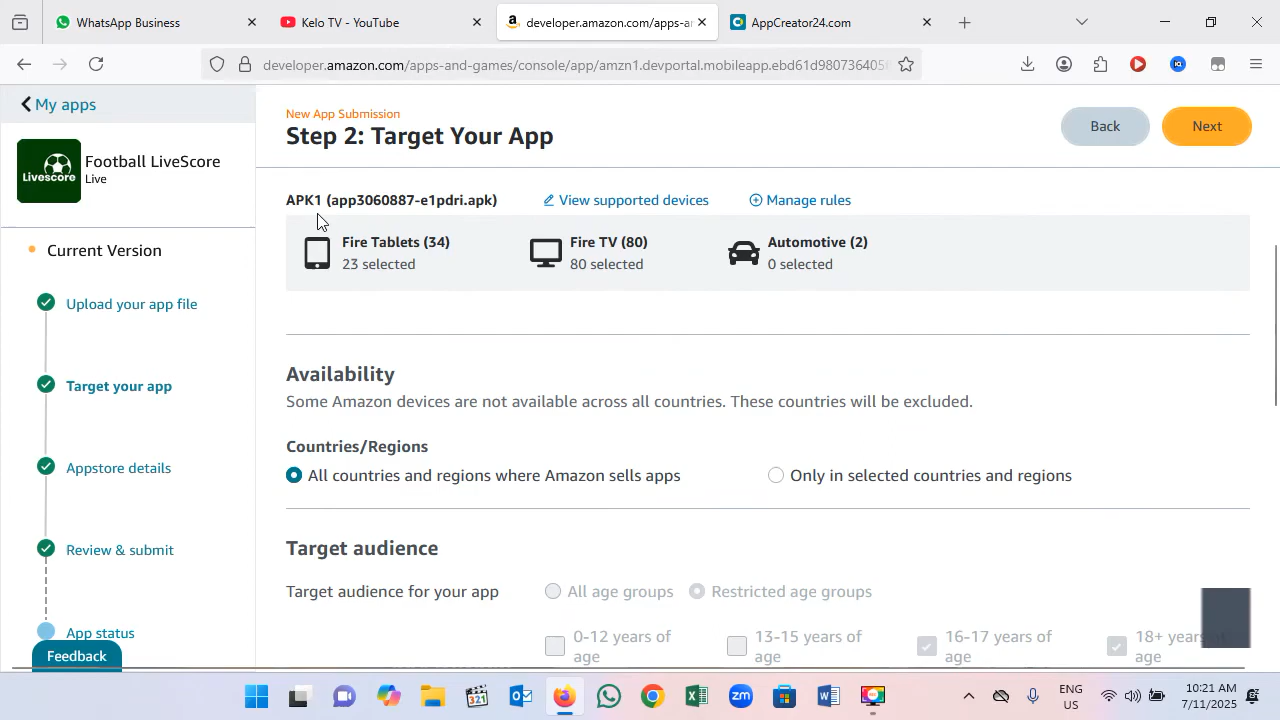 WhatsApp Business
Kelo TV - YouTube
developer.amazon.com/apps-ar
AppCreator24.com
developer.amazon.com/apps-and-games/console/app/amzn1.devportal.mobileapp.ebd61d9807364056
My apps
Livescore
Football LiveScore
Live
Current Version
Upload your app file
Target your app
Appstore details
Review & submit
App status
Feedback
New App Submission
Step 2: Target Your App
Back
Next
APK1 (app3060887-e1pdri.apk)
View supported devices
Manage rules
Fire Tablets (34)
23 selected
Fire TV (80)
80 selected
Automotive (2)
0 selected
Availability
Some Amazon devices are not available across all countries. These countries will be excluded.
Countries/Regions
All countries and regions where Amazon sells apps
Only in selected countries and regions
Target audience
Target audience for your app
All age groups
Restricted age groups
0-12 years of age
13-15 years of age
16-17 years of age
18+ years of age
321
zm
ENG
US
10:21 AM
7/11/2025